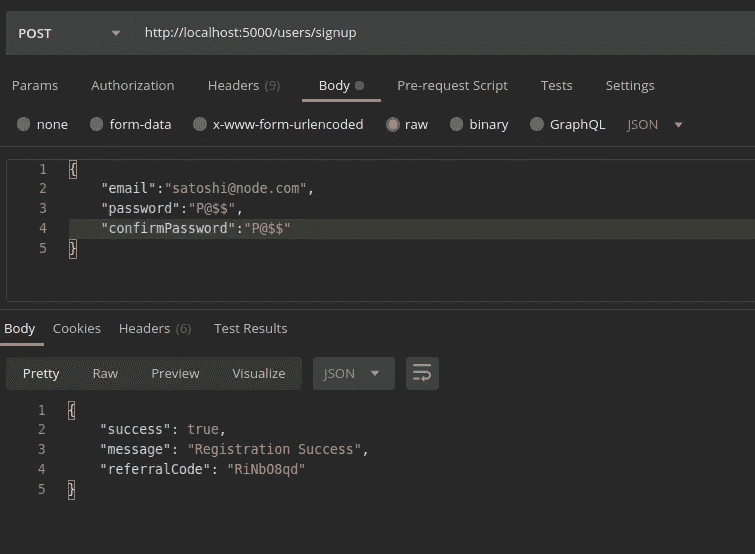 POST http://localhost:5000/users/signup
Params Authorization Headers (9) Body Pre-request Script Tests Settings
none form-data x-www-form-urlencoded raw binary GraphQL JSON
1 {
2 "email":"satoshi@node.com",
3 "password":"P@$$",
4 "confirmPassword":"P@$$"
5 }
Body Cookies Headers (6) Test Results
Pretty Raw Preview Visualize JSON
1 {
2 "success": true,
3 "message": "Registration Success",
4 "referralCode": "RiNbO8qd"
5 }